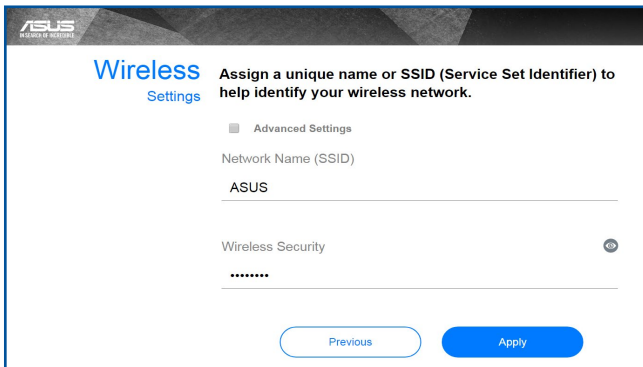 ASUS
IN SEARCH OF INCREDIBLE
Wireless
Settings
Assign a unique name or SSID (Service Set Identifier) to
help identify your wireless network.
Advanced Settings
Network Name (SSID)
ASUS
Wireless Security
••••••••
Previous
Apply